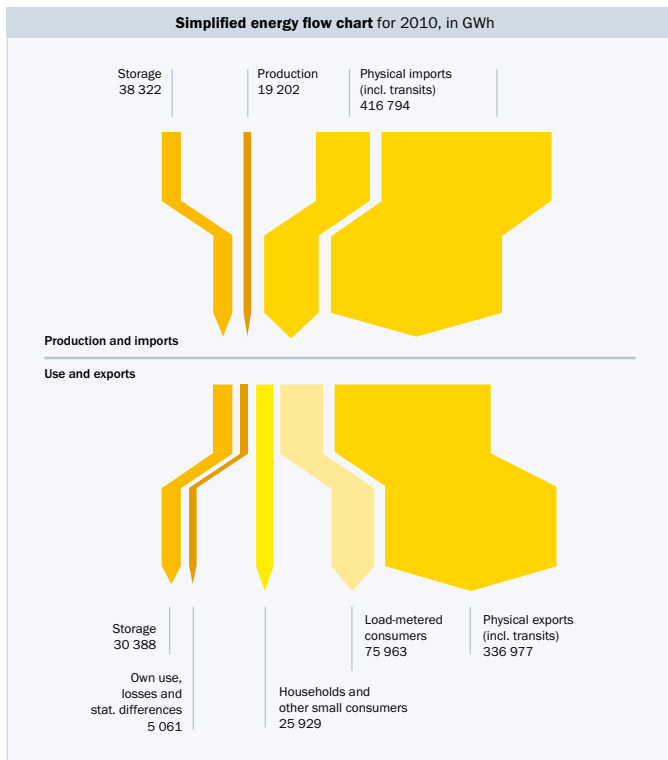 Simplified energy flow chart for 2010, in GWh
Storage
38 322
Production
19 202
Physical imports
(incl. transits)
416 794
Production and imports
Use and exports
Storage
30 388
Own use,
losses and
stat. differences
5 061
Households and
other small consumers
25 929
Load-metered
consumers
75 963
Physical exports
(incl. transits)
336 977